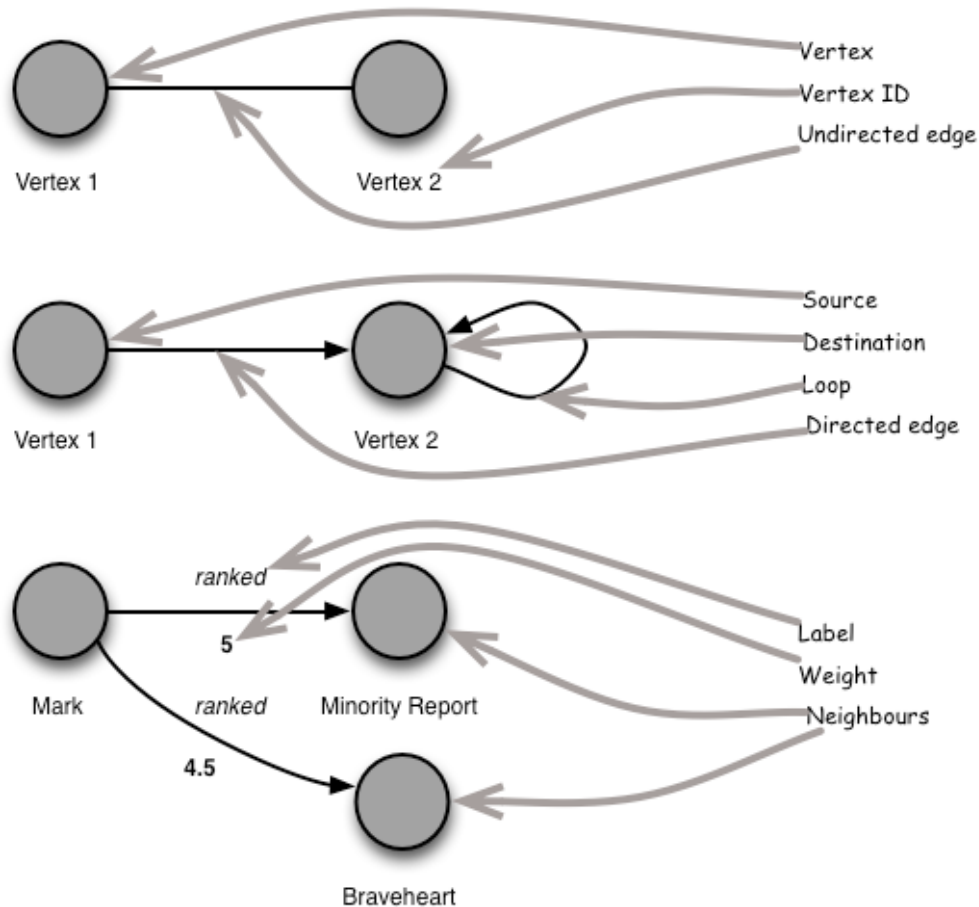 Vertex
Vertex ID
Undirected edge
Vertex 1
Vertex 2
Source
Destination
Loop
Directed edge
Vertex 1
Vertex 2
ranked
5
Label
Weight
Mark
ranked
Minority Report
Neighbours
4.5
Braveheart